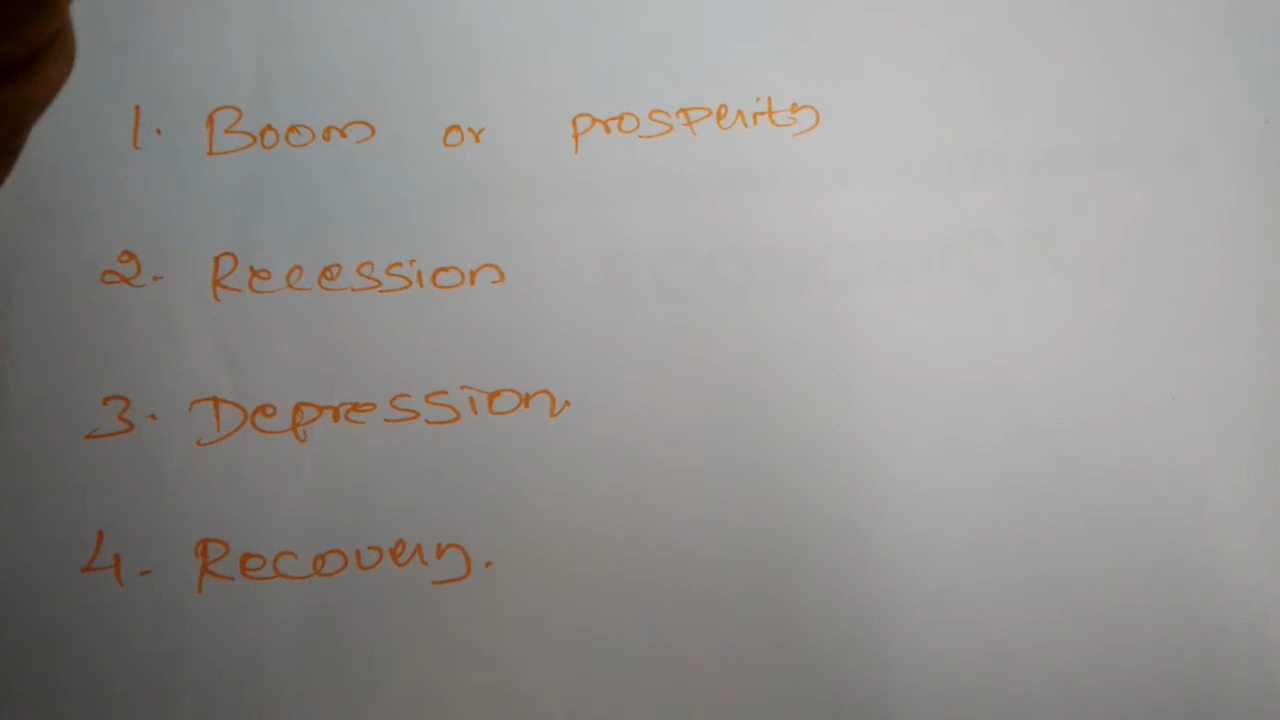 1. Boom or prosperity
2. Recession
3. Depression.
4. Recovery.